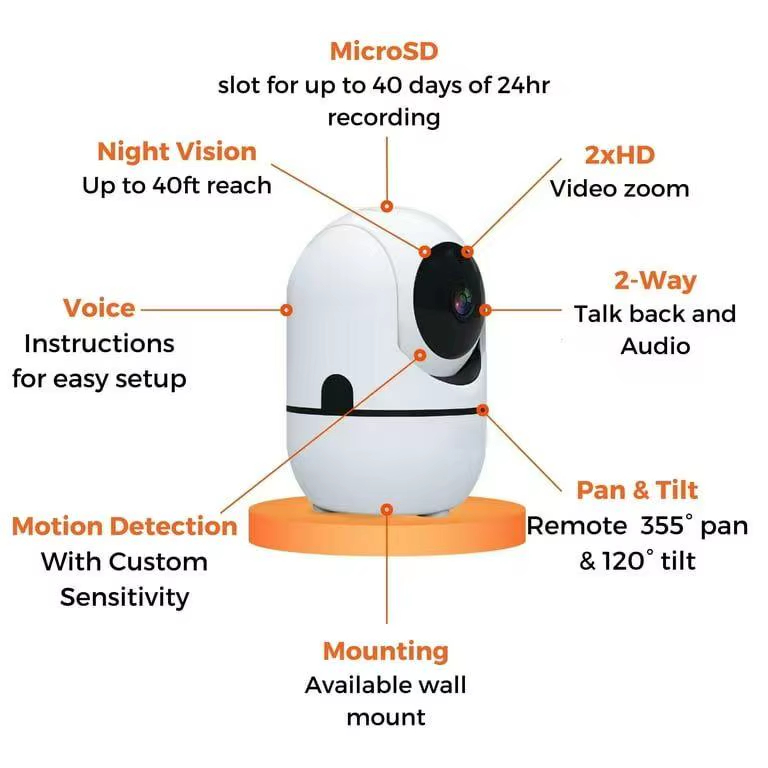 MicroSD
slot for up to 40 days of 24hr
recording
Night Vision
Up to 40ft reach
2xHD
Video zoom
Voice
Instructions
for easy setup
2-Way
Talk back and
Audio
Motion Detection
With Custom
Sensitivity
Pan & Tilt
Remote 355° pan
& 120° tilt
Mounting
Available wall
mount